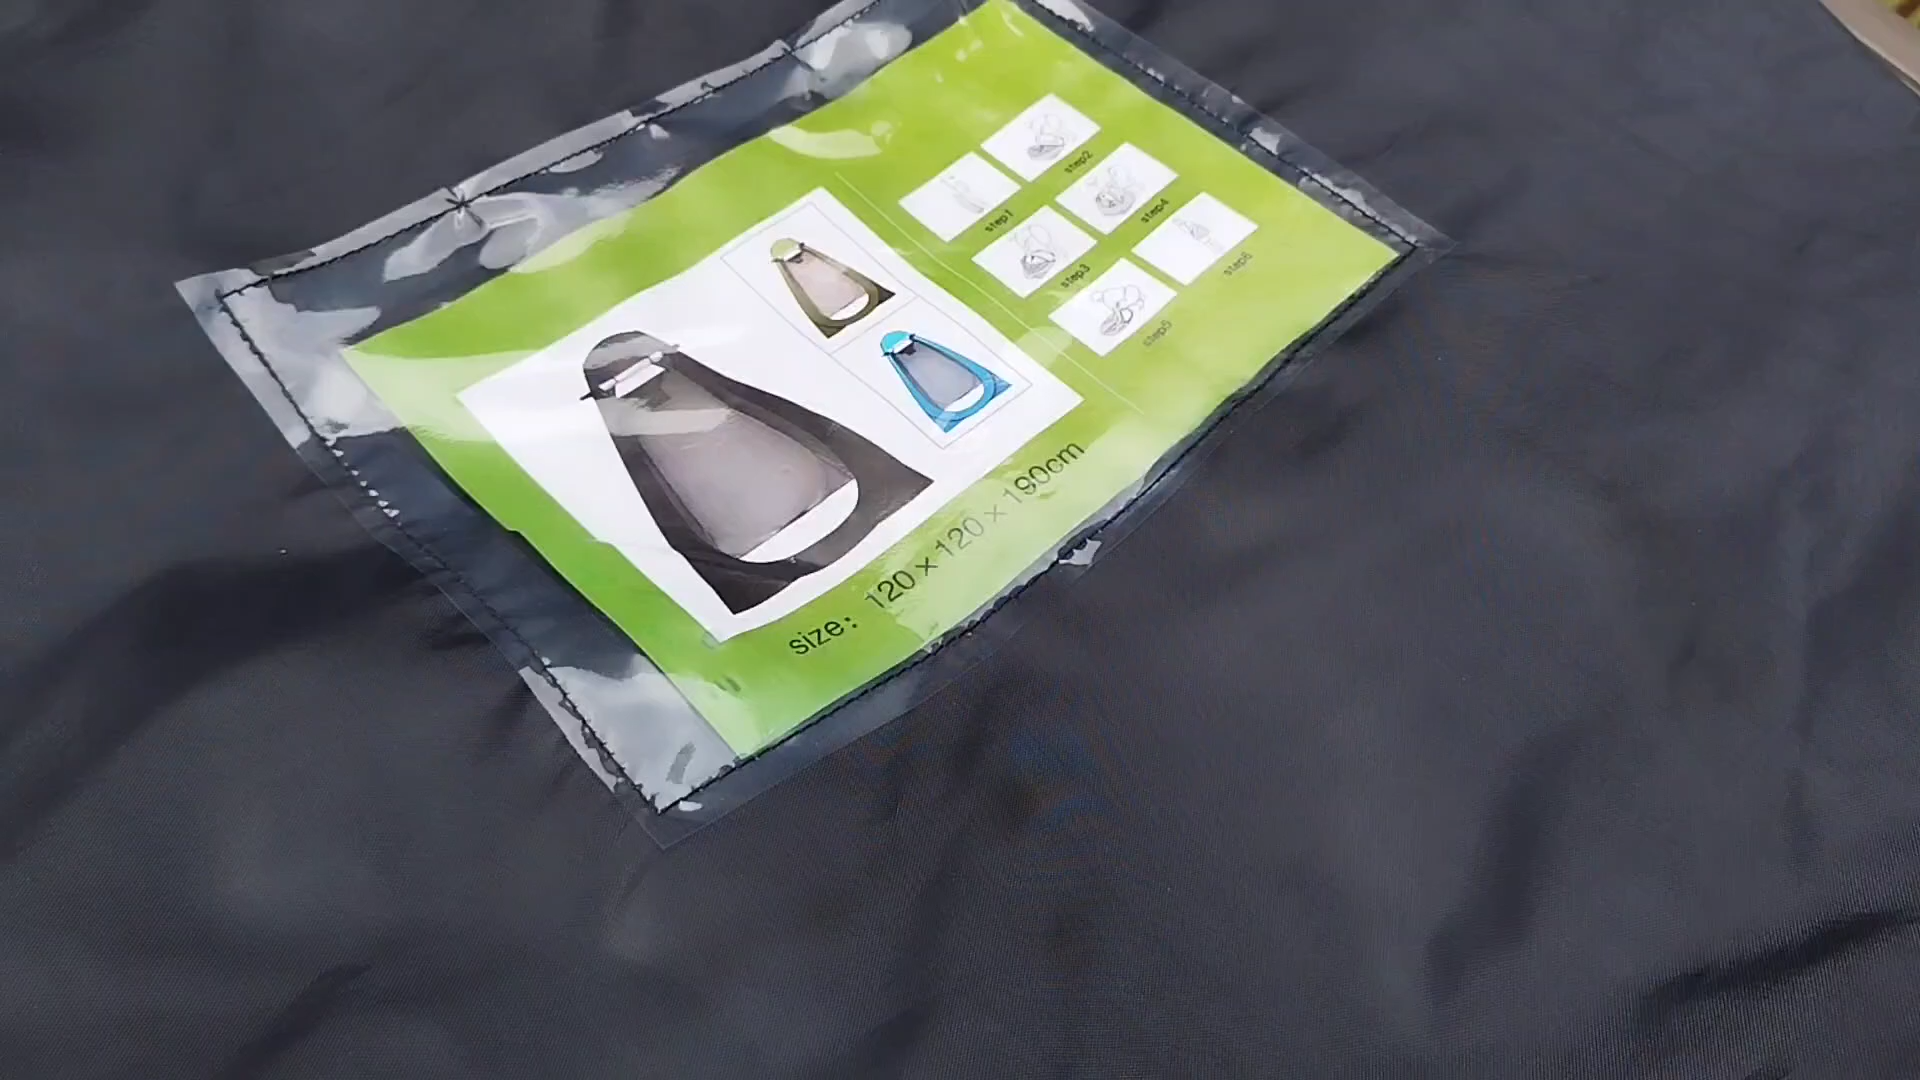 step1
step2
step3
step4
step5
step6
size: 120 × 120 × 190cm